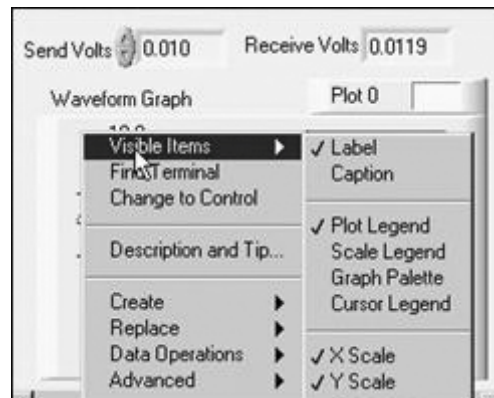 Send Volts 0.010 Receive Volts 0.0119
Waveform Graph Plot 0
Visible Items
Find Terminal
Change to Control
Description and Tip...
Create
Replace
Data Operations
Advanced
Label
Caption
Plot Legend
Scale Legend
Graph Palette
Cursor Legend
X Scale
Y Scale